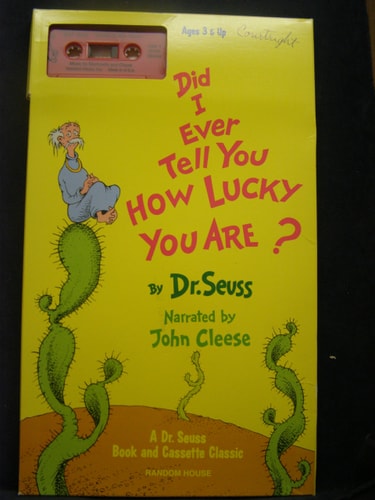 Ages 3 & Up
Did
I
Ever
Tell You
How Lucky
You Are?
By Dr. Seuss
Narrated by
John Cleese
A Dr. Seuss
Book and Cassette Classic
RANDOM HOUSE